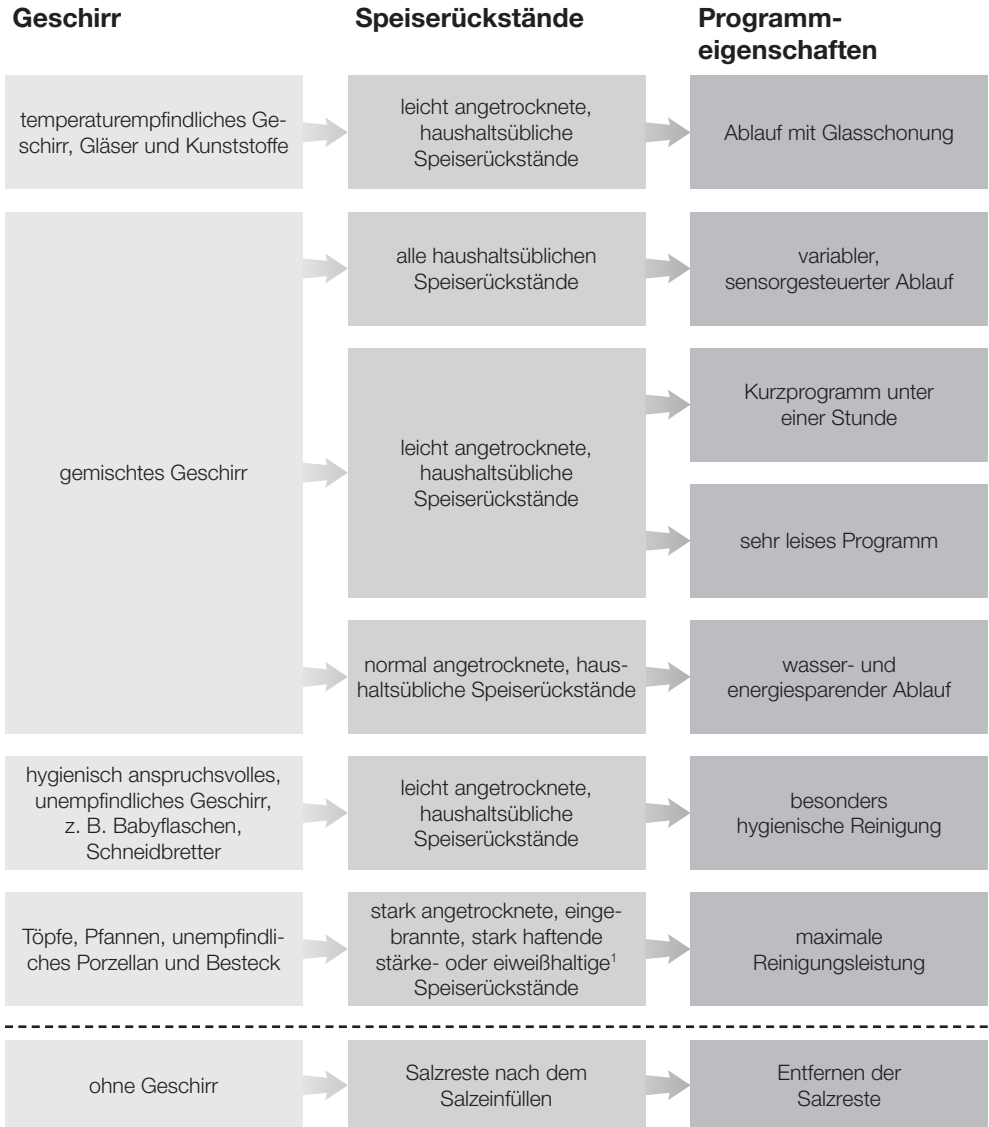 Geschirr
Speiserückstände
Programm-
eigenschaften
temperaturempfindliches Ge-
schirr, Gläser und Kunststoffe
leicht angetrocknete,
haushaltsübliche
Speiserückstände
Ablauf mit Glasschonung
gemischtes Geschirr
alle haushaltsüblichen
Speiserückstände
variabler,
sensorgesteuerter Ablauf
leicht angetrocknete,
haushaltsübliche
Speiserückstände
Kurzprogramm unter
einer Stunde
sehr leises Programm
normal angetrocknete, haus-
haltsübliche Speiserückstände
wasser- und
energiesparender Ablauf
hygienisch anspruchsvolles,
unempfindliches Geschirr,
z. B. Babyflaschen,
Schneidbretter
leicht angetrocknete,
haushaltsübliche
Speiserückstände
besonders
hygienische Reinigung
Töpfe, Pfannen, unempfindli-
ches Porzellan und Besteck
stark angetrocknete, einge-
brannte, stark haftende
stärke- oder eiweißhaltige¹
Speiserückstände
maximale
Reinigungsleistung
ohne Geschirr
Salzreste nach dem
Salzeinfüllen
Entfernen der
Salzreste